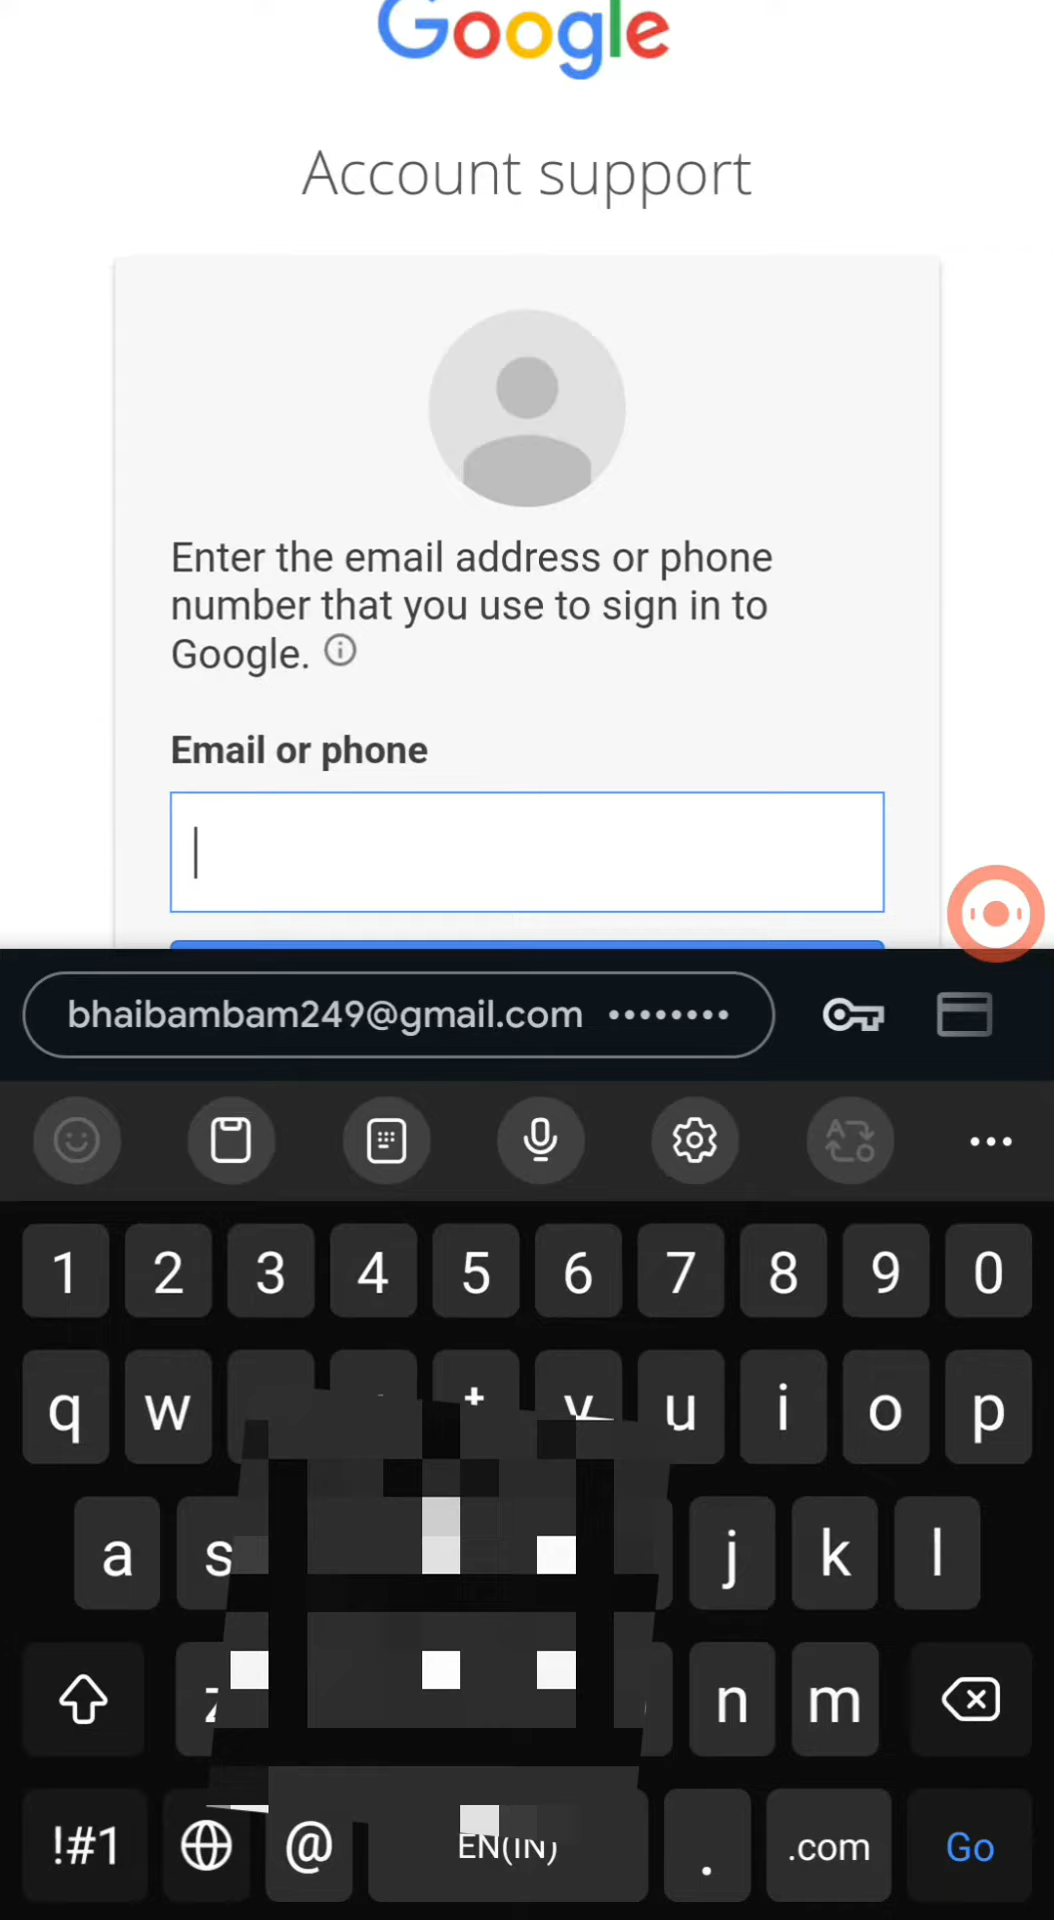 Google
Account support
Enter the email address or phone
number that you use to sign in to
Google.
Email or phone
bhaibambam249@gmail.com ••••••••
1 2 3 4 5 6 7 8 9 0
q w t y u i o p
a s j k l
z n m
!#1 @ EN(IN) . .com Go